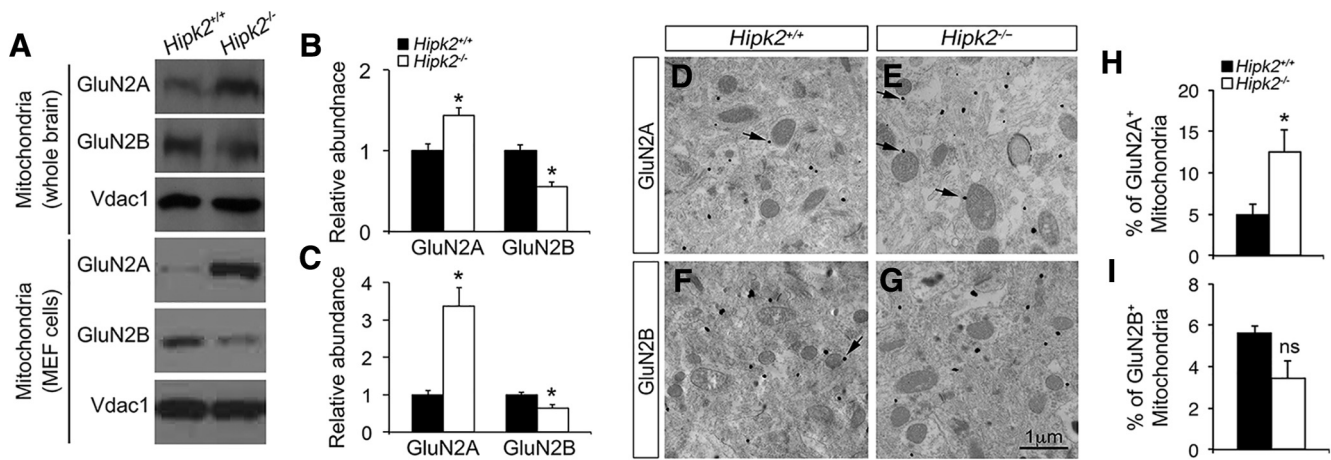 A
Hipk2+/+
Hipk2-/-
Mitochondria
(whole brain)
GluN2A
GluN2B
Vdac1
Mitochondria
(MEF cells)
GluN2A
GluN2B
Vdac1
B
Hipk2+/+
Hipk2-/-
Relative abundnace
2
1
0
*
*
GluN2A
GluN2B
C
Relative abundance
4
3
2
1
0
*
*
GluN2A
GluN2B
Hipk2+/+
Hipk2-/-
GluN2A
D
E
GluN2B
F
G
1µm
H
Hipk2+/+
Hipk2-/-
% of GluN2A+
Mitochondria
20
15
10
5
0
*
I
% of GluN2B+
Mitochondria
8
6
4
2
0
ns